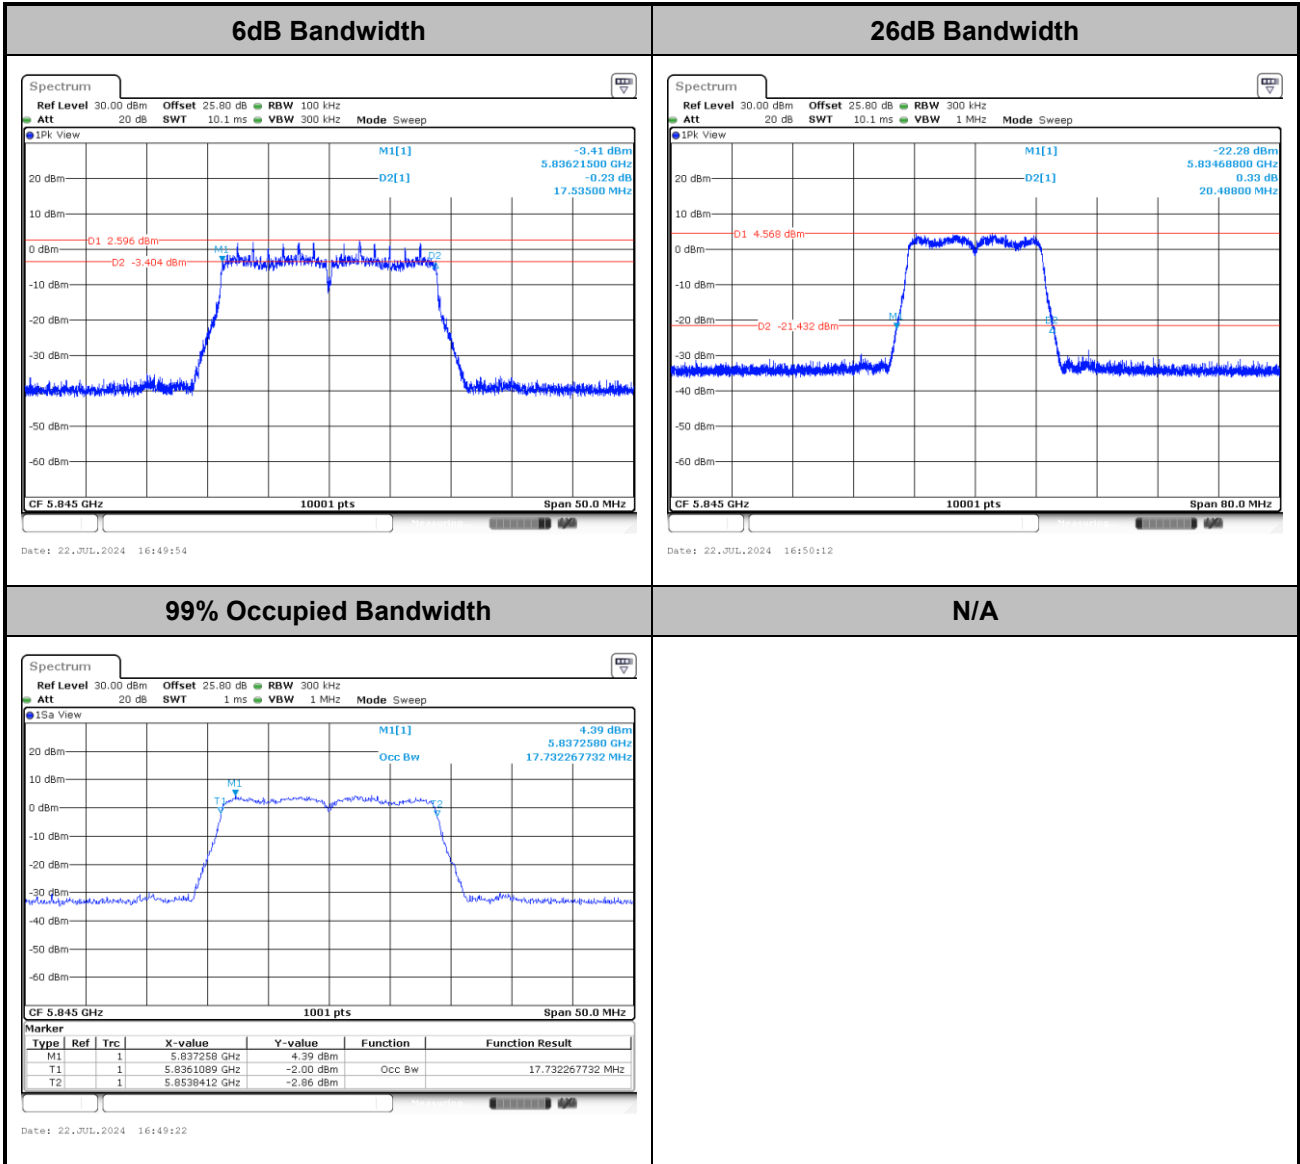 6dB Bandwidth
26dB Bandwidth
Spectrum
Ref Level 30.00 dBm Offset 25.80 dB RBW 100 kHz
Att 20 dB SWT 10.1 ms VBW 300 kHz Mode Sweep
1Pk View
M1[1] -3.41 dBm
5.83621500 GHz
D2[1] -0.23 dB
17.53500 MHz
20 dBm
10 dBm
D1 2.596 dBm
0 dBm
M1
D2
D2 -3.404 dBm
-10 dBm
-20 dBm
-30 dBm
-40 dBm
-50 dBm
-60 dBm
CF 5.845 GHz 10001 pts Span 50.0 MHz
Date: 22.JUL.2024 16:49:54
Spectrum
Ref Level 30.00 dBm Offset 25.80 dB RBW 300 kHz
Att 20 dB SWT 10.1 ms VBW 1 MHz Mode Sweep
1Pk View
M1[1] -22.28 dBm
5.83468800 GHz
D2[1] 0.33 dB
20.48800 MHz
20 dBm
10 dBm
D1 4.568 dBm
0 dBm
-10 dBm
-20 dBm
M1
D2
D2 -21.432 dBm
-30 dBm
-40 dBm
-50 dBm
-60 dBm
CF 5.845 GHz 10001 pts Span 80.0 MHz
Date: 22.JUL.2024 16:50:12
99% Occupied Bandwidth
N/A
Spectrum
Ref Level 30.00 dBm Offset 25.80 dB RBW 300 kHz
Att 20 dB SWT 1 ms VBW 1 MHz Mode Sweep
1Sa View
M1[1] 4.39 dBm
5.8372580 GHz
Occ Bw 17.732267732 MHz
20 dBm
10 dBm
M1
T1
T2
0 dBm
-10 dBm
-20 dBm
-30 dBm
-40 dBm
-50 dBm
-60 dBm
CF 5.845 GHz 1001 pts Span 50.0 MHz
Marker
Type Ref Trc X-value Y-value Function Function Result
M1 1 5.837258 GHz 4.39 dBm
T1 1 5.8361089 GHz -2.00 dBm Occ Bw 17.732267732 MHz
T2 1 5.8538412 GHz -2.86 dBm
Date: 22.JUL.2024 16:49:22